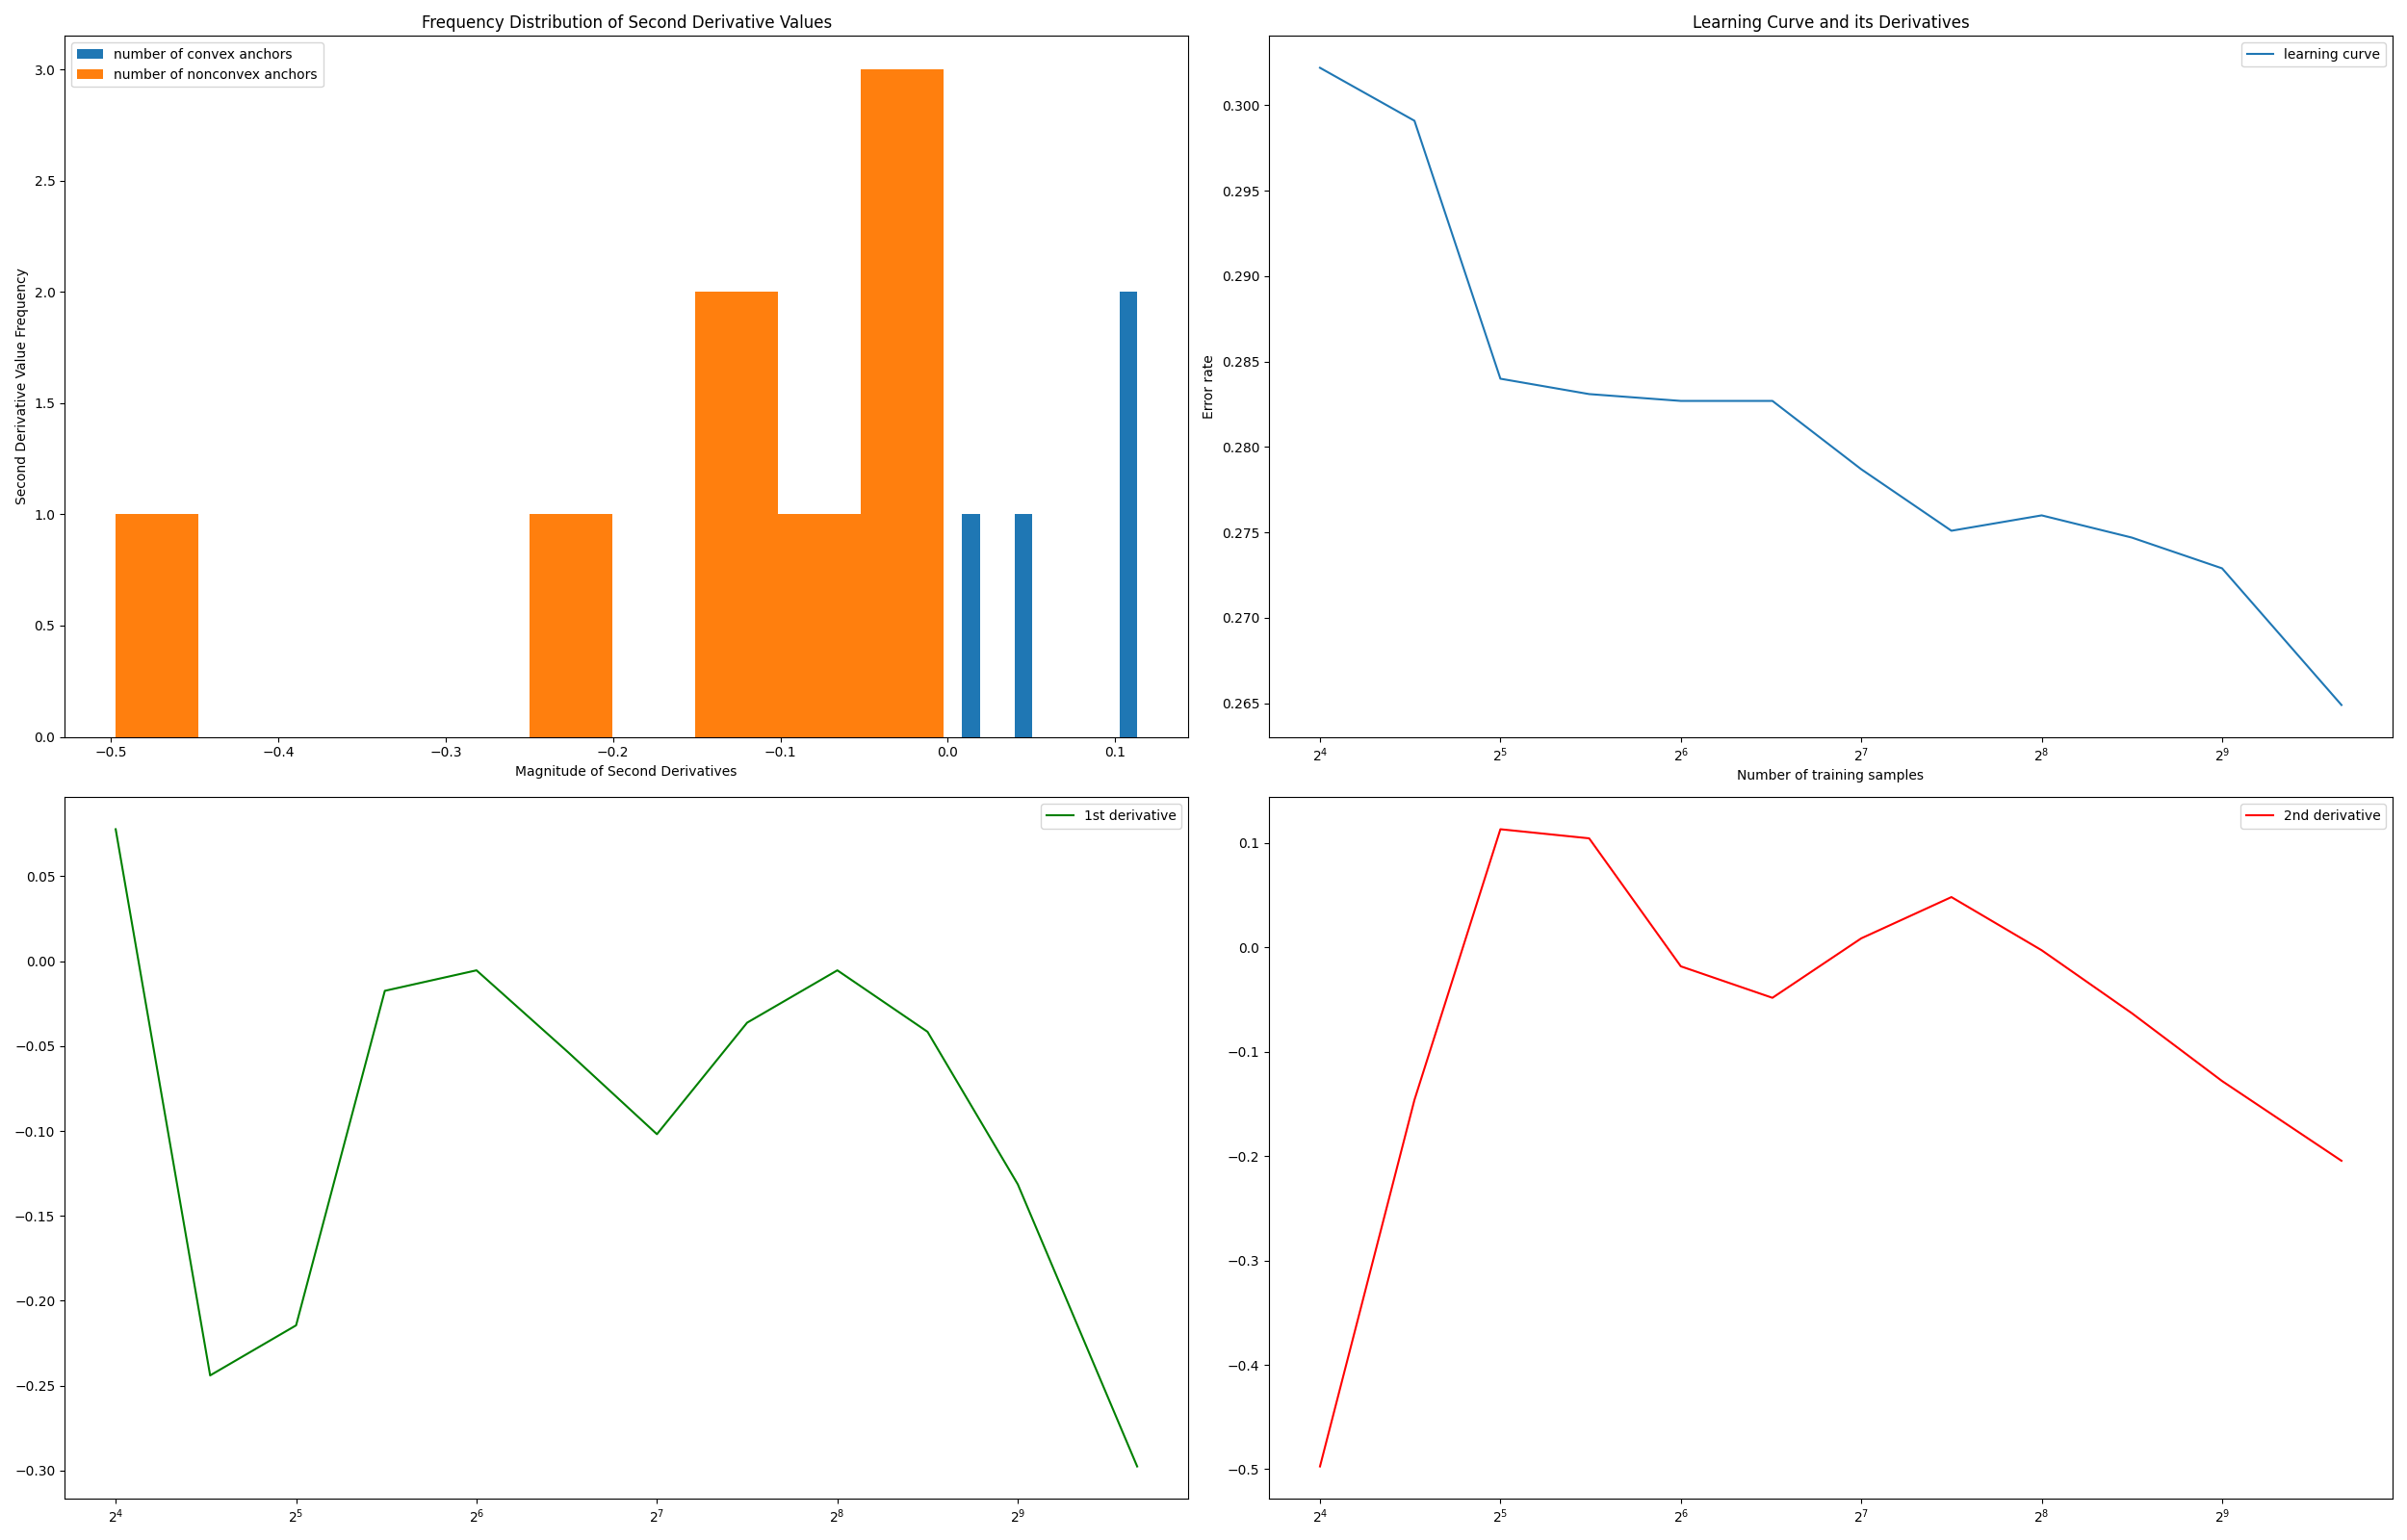 Frequency Distribution of Second Derivative Values
number of convex anchors
number of nonconvex anchors
3.0
2.5
2.0
1.5
1.0
0.5
0.0
Second Derivative Value Frequency
−0.5 −0.4 −0.3 −0.2 −0.1 0.0 0.1
Magnitude of Second Derivatives
Learning Curve and its Derivatives
learning curve
0.300
0.295
0.290
0.285
0.280
0.275
0.270
0.265
Error rate
2⁴ 2⁵ 2⁶ 2⁷ 2⁸ 2⁹
Number of training samples
1st derivative
0.05
0.00
−0.05
−0.10
−0.15
−0.20
−0.25
−0.30
2⁴ 2⁵ 2⁶ 2⁷ 2⁸ 2⁹
2nd derivative
0.1
0.0
−0.1
−0.2
−0.3
−0.4
−0.5
2⁴ 2⁵ 2⁶ 2⁷ 2⁸ 2⁹